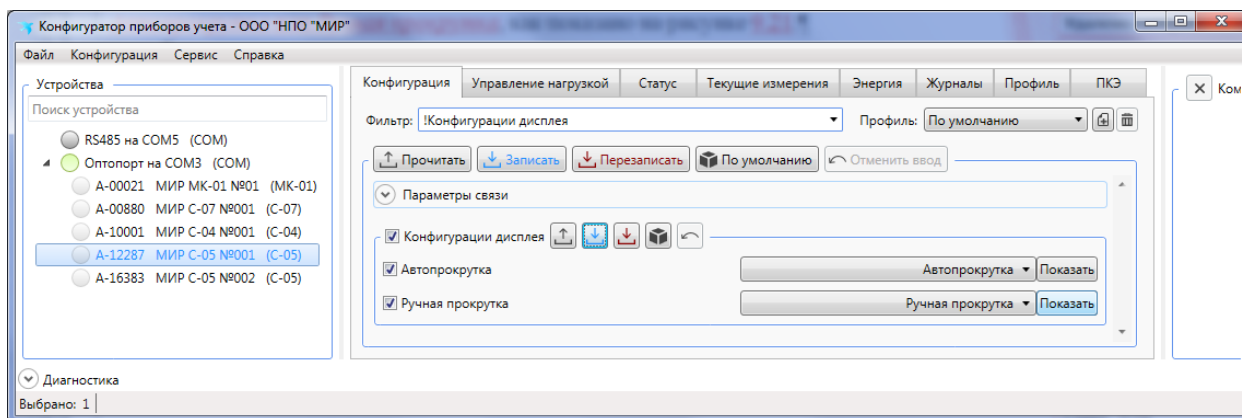 Конфигуратор приборов учета - ООО "НПО "МИР"
Файл Конфигурация Сервис Справка
Устройства
Поиск устройства
RS485 на COM5 (COM)
Оптопорт на COM3 (COM)
А-00021 МИР МК-01 №01 (МК-01)
А-00880 МИР С-07 №001 (С-07)
А-10001 МИР С-04 №001 (С-04)
А-12287 МИР С-05 №001 (С-05)
А-16383 МИР С-05 №002 (С-05)
Конфигурация Управление нагрузкой Статус Текущие измерения Энергия Журналы Профиль ПКЭ
Фильтр: !Конфигурации дисплея Профиль: По умолчанию
Прочитать Записать Перезаписать По умолчанию Отменить ввод
Параметры связи
Конфигурации дисплея
Автопрокрутка Автопрокрутка Показать
Ручная прокрутка Ручная прокрутка Показать
Ком
Диагностика
Выбрано: 1